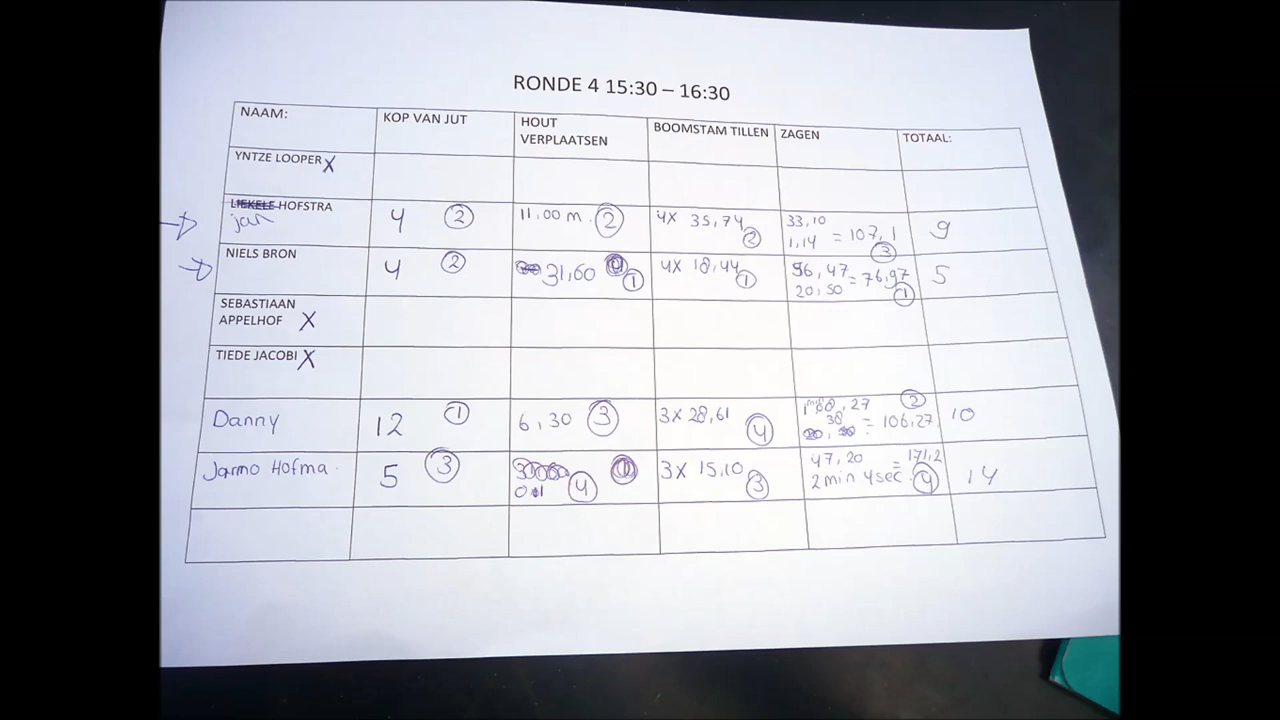 RONDE 4 15:30 – 16:30
NAAM: KOP VAN JUT HOUT VERPLAATSEN BOOMSTAM TILLEN ZAGEN TOTAAL:
YNTZE LOOPER X
LIEKELE HOFSTRA
jan 4 2 11,00 m. 2 4X 35,74 2 33,10
1,14 = 107,1 3 9
NIELS BRON 4 2 31,60 1 4X 18,44 1 56,47
20,50 = 76,97 1 5
SEBASTIAAN
APPELHOF X
TIEDE JACOBI X
Danny 12 1 6,30 3 3X 28,61 4 27 2
= 106,27 10
Jarmo Hofma. 5 3 4 3X 15,10 3 47,20 = 171,2
2min 4sec. 4 14